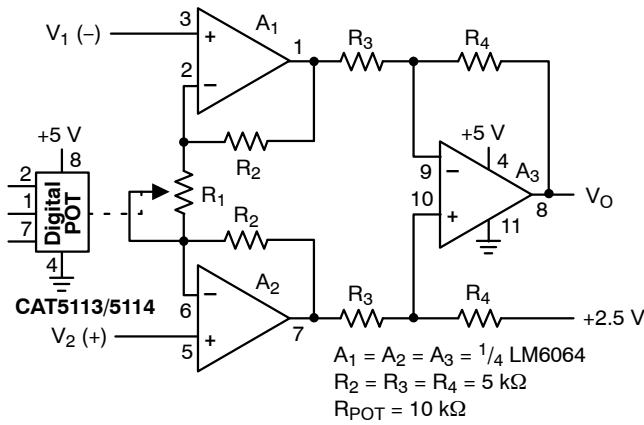 3
V1 (–)
+
A1
1
R3
R4
2
–
+5 V
8
R2
+5 V
4
A3
2
1
7
Digital
POT
R1
9
–
10
+
8
VO
11
R2
4
CAT5113/5114
–
A2
6
7
R3
R4
+2.5 V
V2 (+)
5
+
A1 = A2 = A3 = 1/4 LM6064
R2 = R3 = R4 = 5 kΩ
RPOT = 10 kΩ